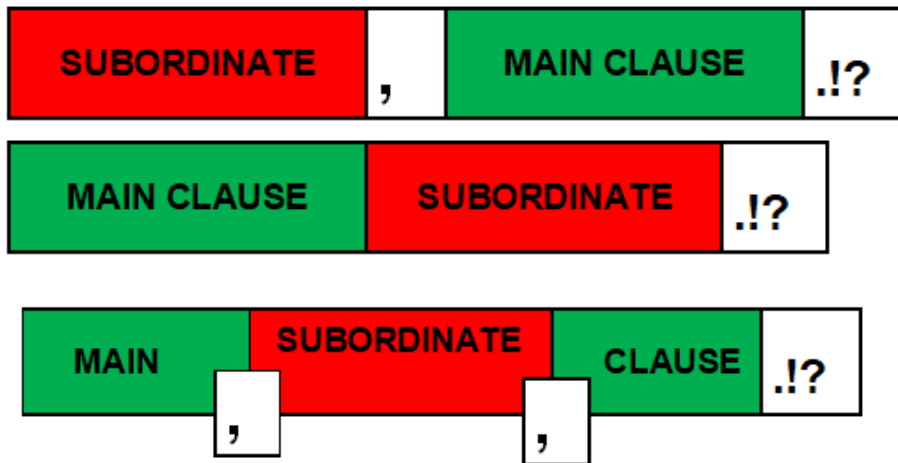 SUBORDINATE , MAIN CLAUSE .!?
MAIN CLAUSE SUBORDINATE .!?
MAIN , SUBORDINATE , CLAUSE .!?